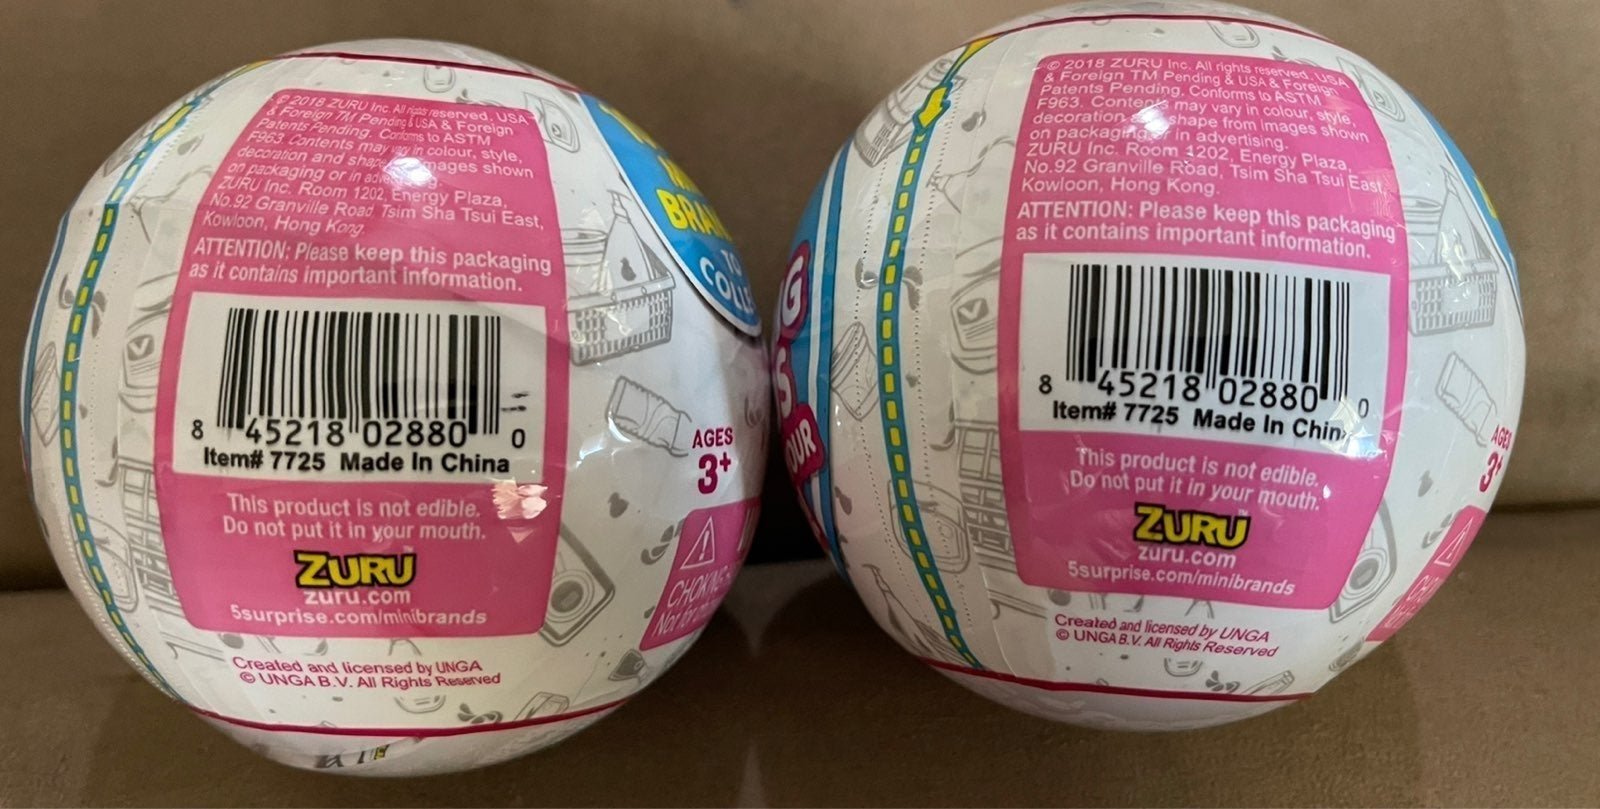 © 2018 ZURU Inc. All rights reserved. USA
& Foreign TM Pending & USA & Foreign
Patents Pending. Conforms to ASTM
F963. Contents may vary in colour, style,
decoration and shape images shown
on packaging or in
ZURU Inc. Room 1202, Energy Plaza,
No.92 Granville Road, Tsim Sha Tsui East,
Kowloon, Hong Kong.
ATTENTION: Please keep this packaging
as it contains important information.
8 45218 02880 0
Item# 7725 Made In China
This product is not edible.
Do not put it in your mouth.
ZURU
zuru.com
5surprise.com/minibrands
Created and licensed by UNGA
© UNGA B.V. All Rights Reserved
TO
AGES
3+
CHOKING
Not for
© 2018 ZURU Inc. All rights reserved. USA
& Foreign TM Pending & USA & Foreign
Patents Pending. Conforms to ASTM
F963. Contents may vary in colour, style,
decoration shape from images shown
on packaging or in advertising.
ZURU Inc. Room 1202, Energy Plaza,
No.92 Granville Road, Tsim Sha Tsui East,
Kowloon, Hong Kong.
ATTENTION: Please keep this packaging
as it contains important information.
8 45218 02880 0
Item# 7725 Made In Chin
This product is not edible.
Do not put it in your mouth.
ZURU™
zuru.com
5surprise.com/minibrands
Created and licensed by UNGA
© UNGA B.V. All Rights Reserved
AGES
3+